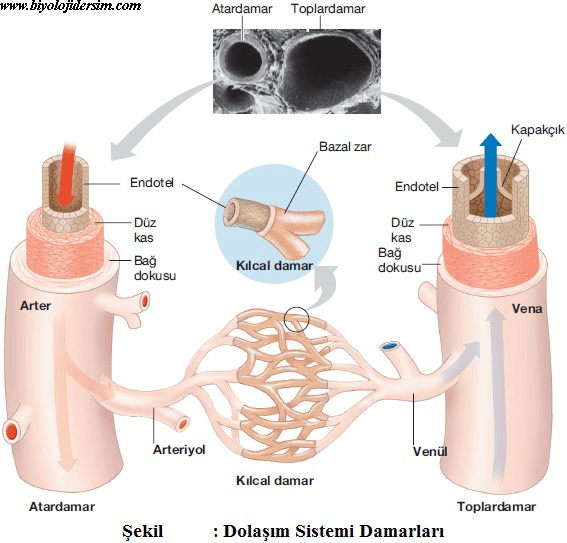 www.biyolojidersim.com
Atardamar
Toplardamar
Kapakçık
Bazal zar
Endotel
Endotel
Düz
kas
Düz
kas
Bağ
dokusu
Bağ
dokusu
Kılcal damar
Arter
Vena
Arteriyol
Venül
Kılcal damar
Atardamar
Toplardamar
Şekil : Dolaşım Sistemi Damarları